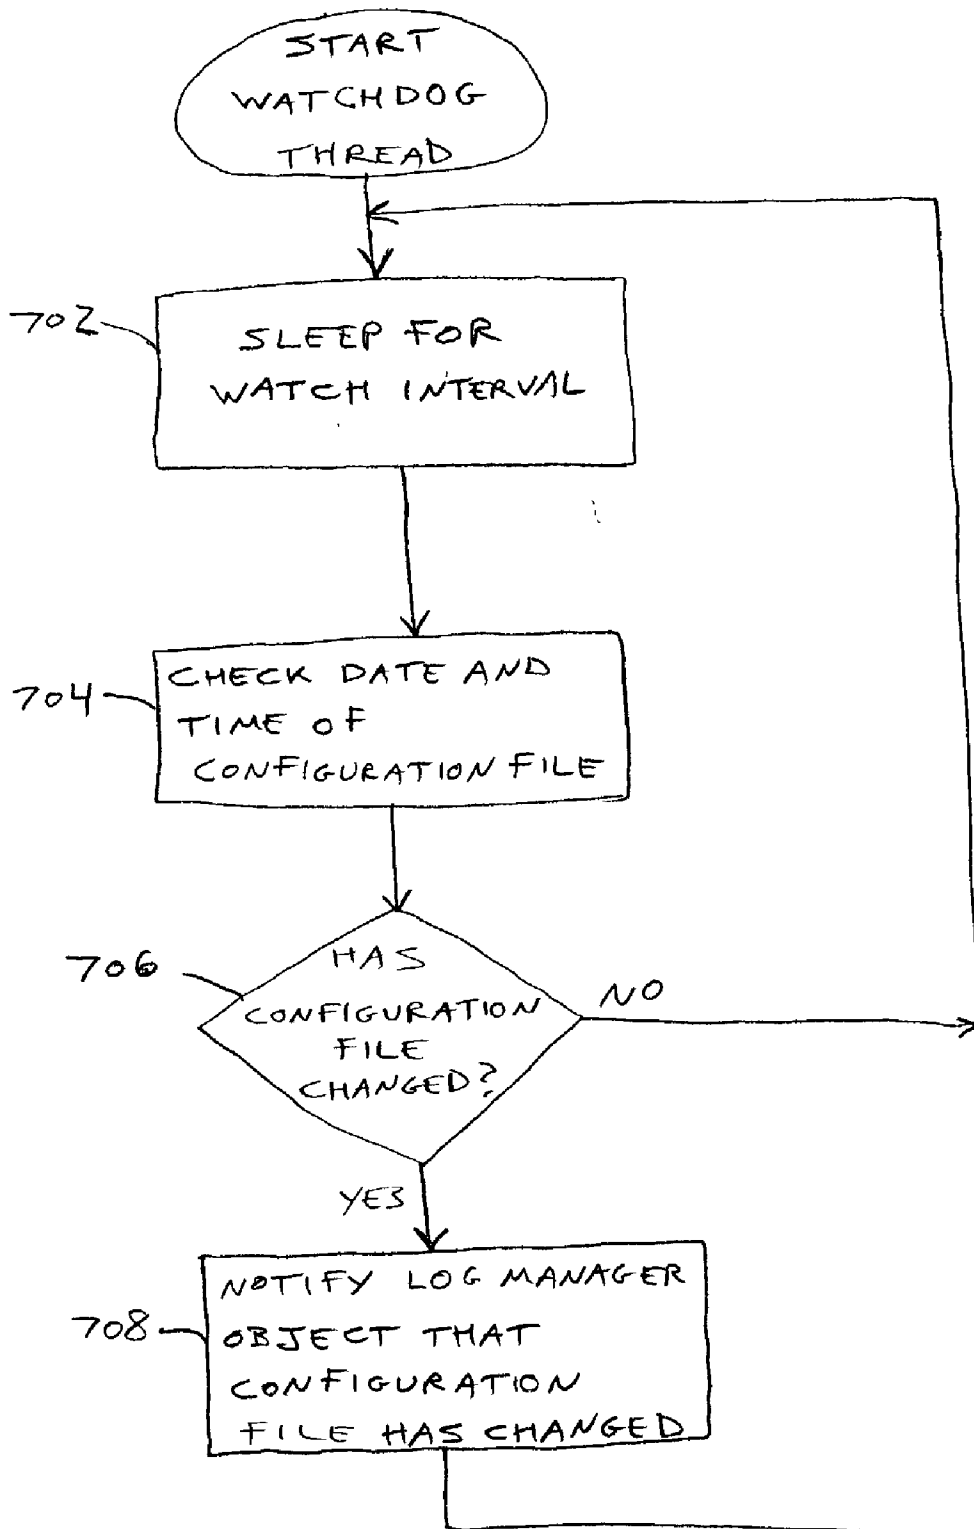 START
WATCHDOG
THREAD
702
SLEEP FOR
WATCH INTERVAL
704
CHECK DATE AND
TIME OF
CONFIGURATION FILE
706
HAS
CONFIGURATION
FILE
CHANGED?
NO
YES
708
NOTIFY LOG MANAGER
OBJECT THAT
CONFIGURATION
FILE HAS CHANGED